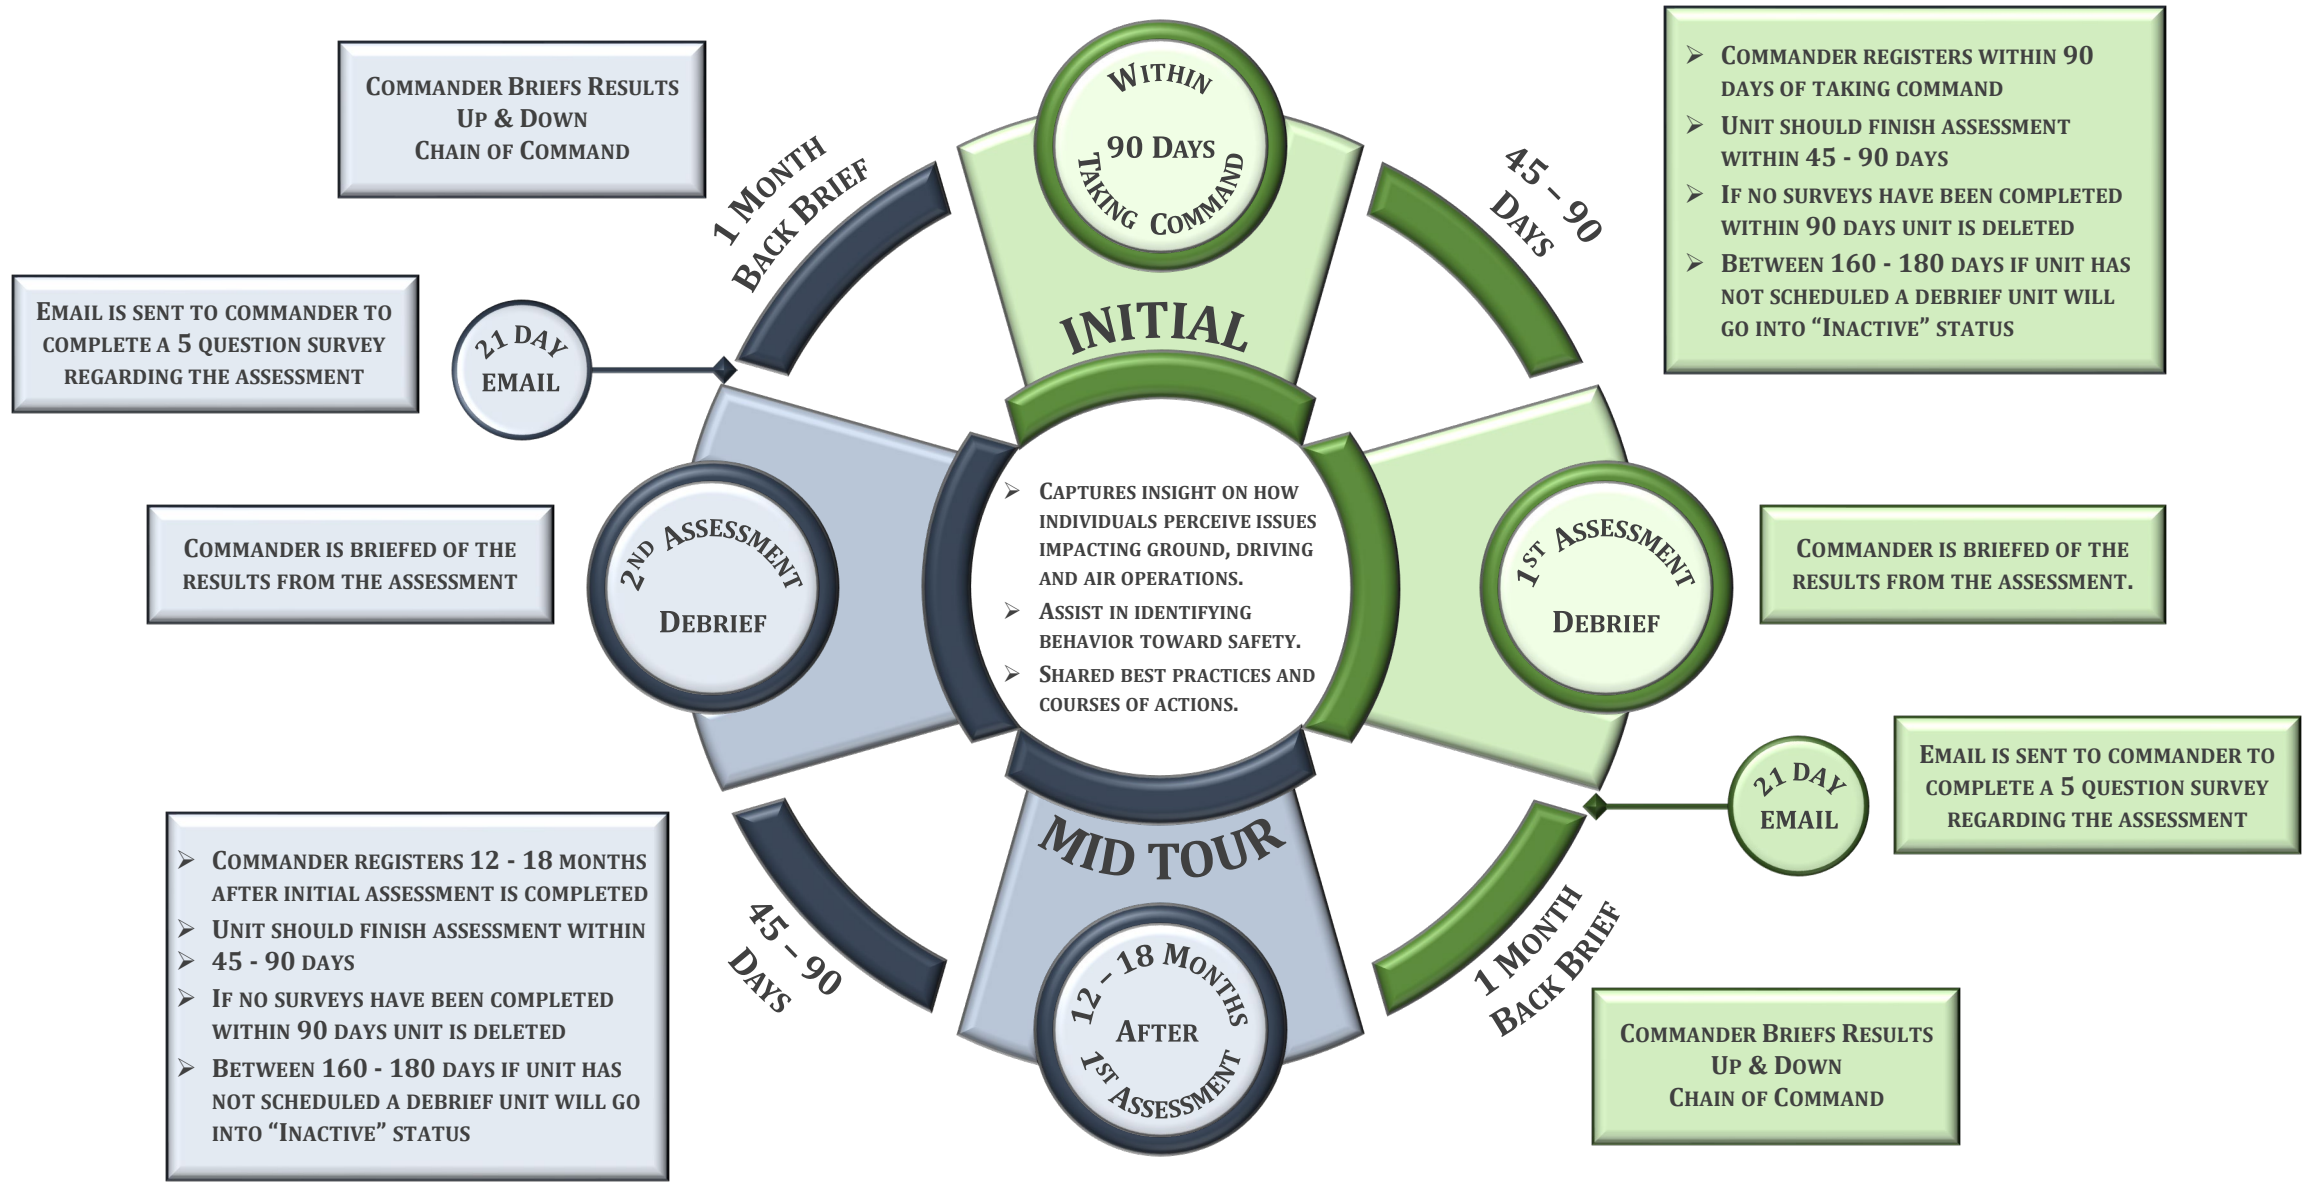 Within
90 Days
Taking Command
INITIAL
45 – 90
Days
➢ Commander registers within 90
days of taking command
➢ Unit should finish assessment
within 45 - 90 days
➢ If no surveys have been completed
within 90 days unit is deleted
➢ Between 160 - 180 days if unit has
not scheduled a debrief unit will
go into “Inactive” status
1st Assessment
Debrief
Commander is briefed of the
results from the assessment.
21 Day
email
Email is sent to commander to
complete a 5 question survey
regarding the assessment
1 Month
Back Brief
Commander Briefs Results
Up & Down
Chain of Command
MID TOUR
12 – 18 Months
After
1st Assessment
45 – 90
Days
➢ Commander registers 12 - 18 months
after initial assessment is completed
➢ Unit should finish assessment within
➢ 45 - 90 days
➢ If no surveys have been completed
within 90 days unit is deleted
➢ Between 160 - 180 days if unit has
not scheduled a debrief unit will go
into “Inactive” status
2nd Assessment
Debrief
Commander is briefed of the
results from the assessment
21 Day
email
Email is sent to commander to
complete a 5 question survey
regarding the assessment
1 Month
Back Brief
Commander Briefs Results
Up & Down
Chain of Command
➢ Captures insight on how
individuals perceive issues
impacting ground, driving
and air operations.
➢ Assist in identifying
behavior toward safety.
➢ Shared best practices and
courses of actions.